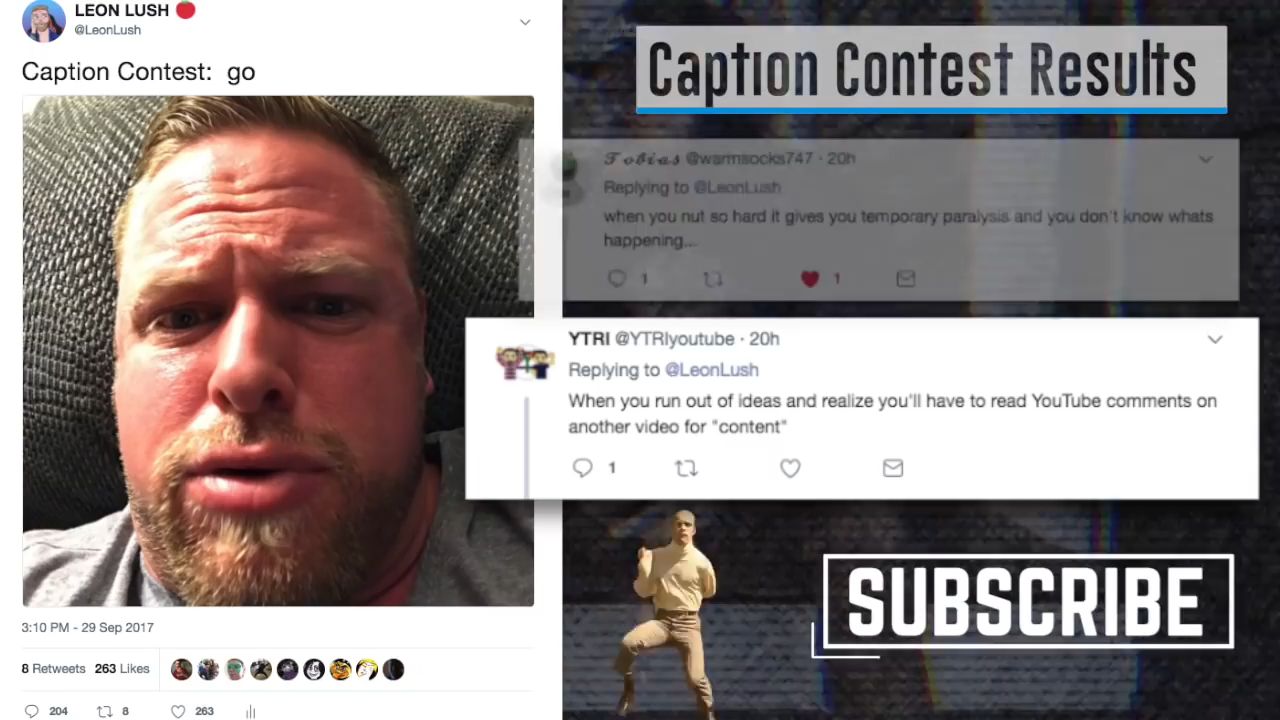 LEON LUSH
@LeonLush
Caption Contest: go
3:10 PM - 29 Sep 2017
8 Retweets 263 Likes
204 8 263
Caption Contest Results
Tobias @warmsocks747 · 20h
Replying to @LeonLush
when you nut so hard it gives you temporary paralysis and you don't know whats
happening...
1 1
YTRI @YTRIyoutube · 20h
Replying to @LeonLush
When you run out of ideas and realize you'll have to read YouTube comments on
another video for "content"
1
SUBSCRIBE